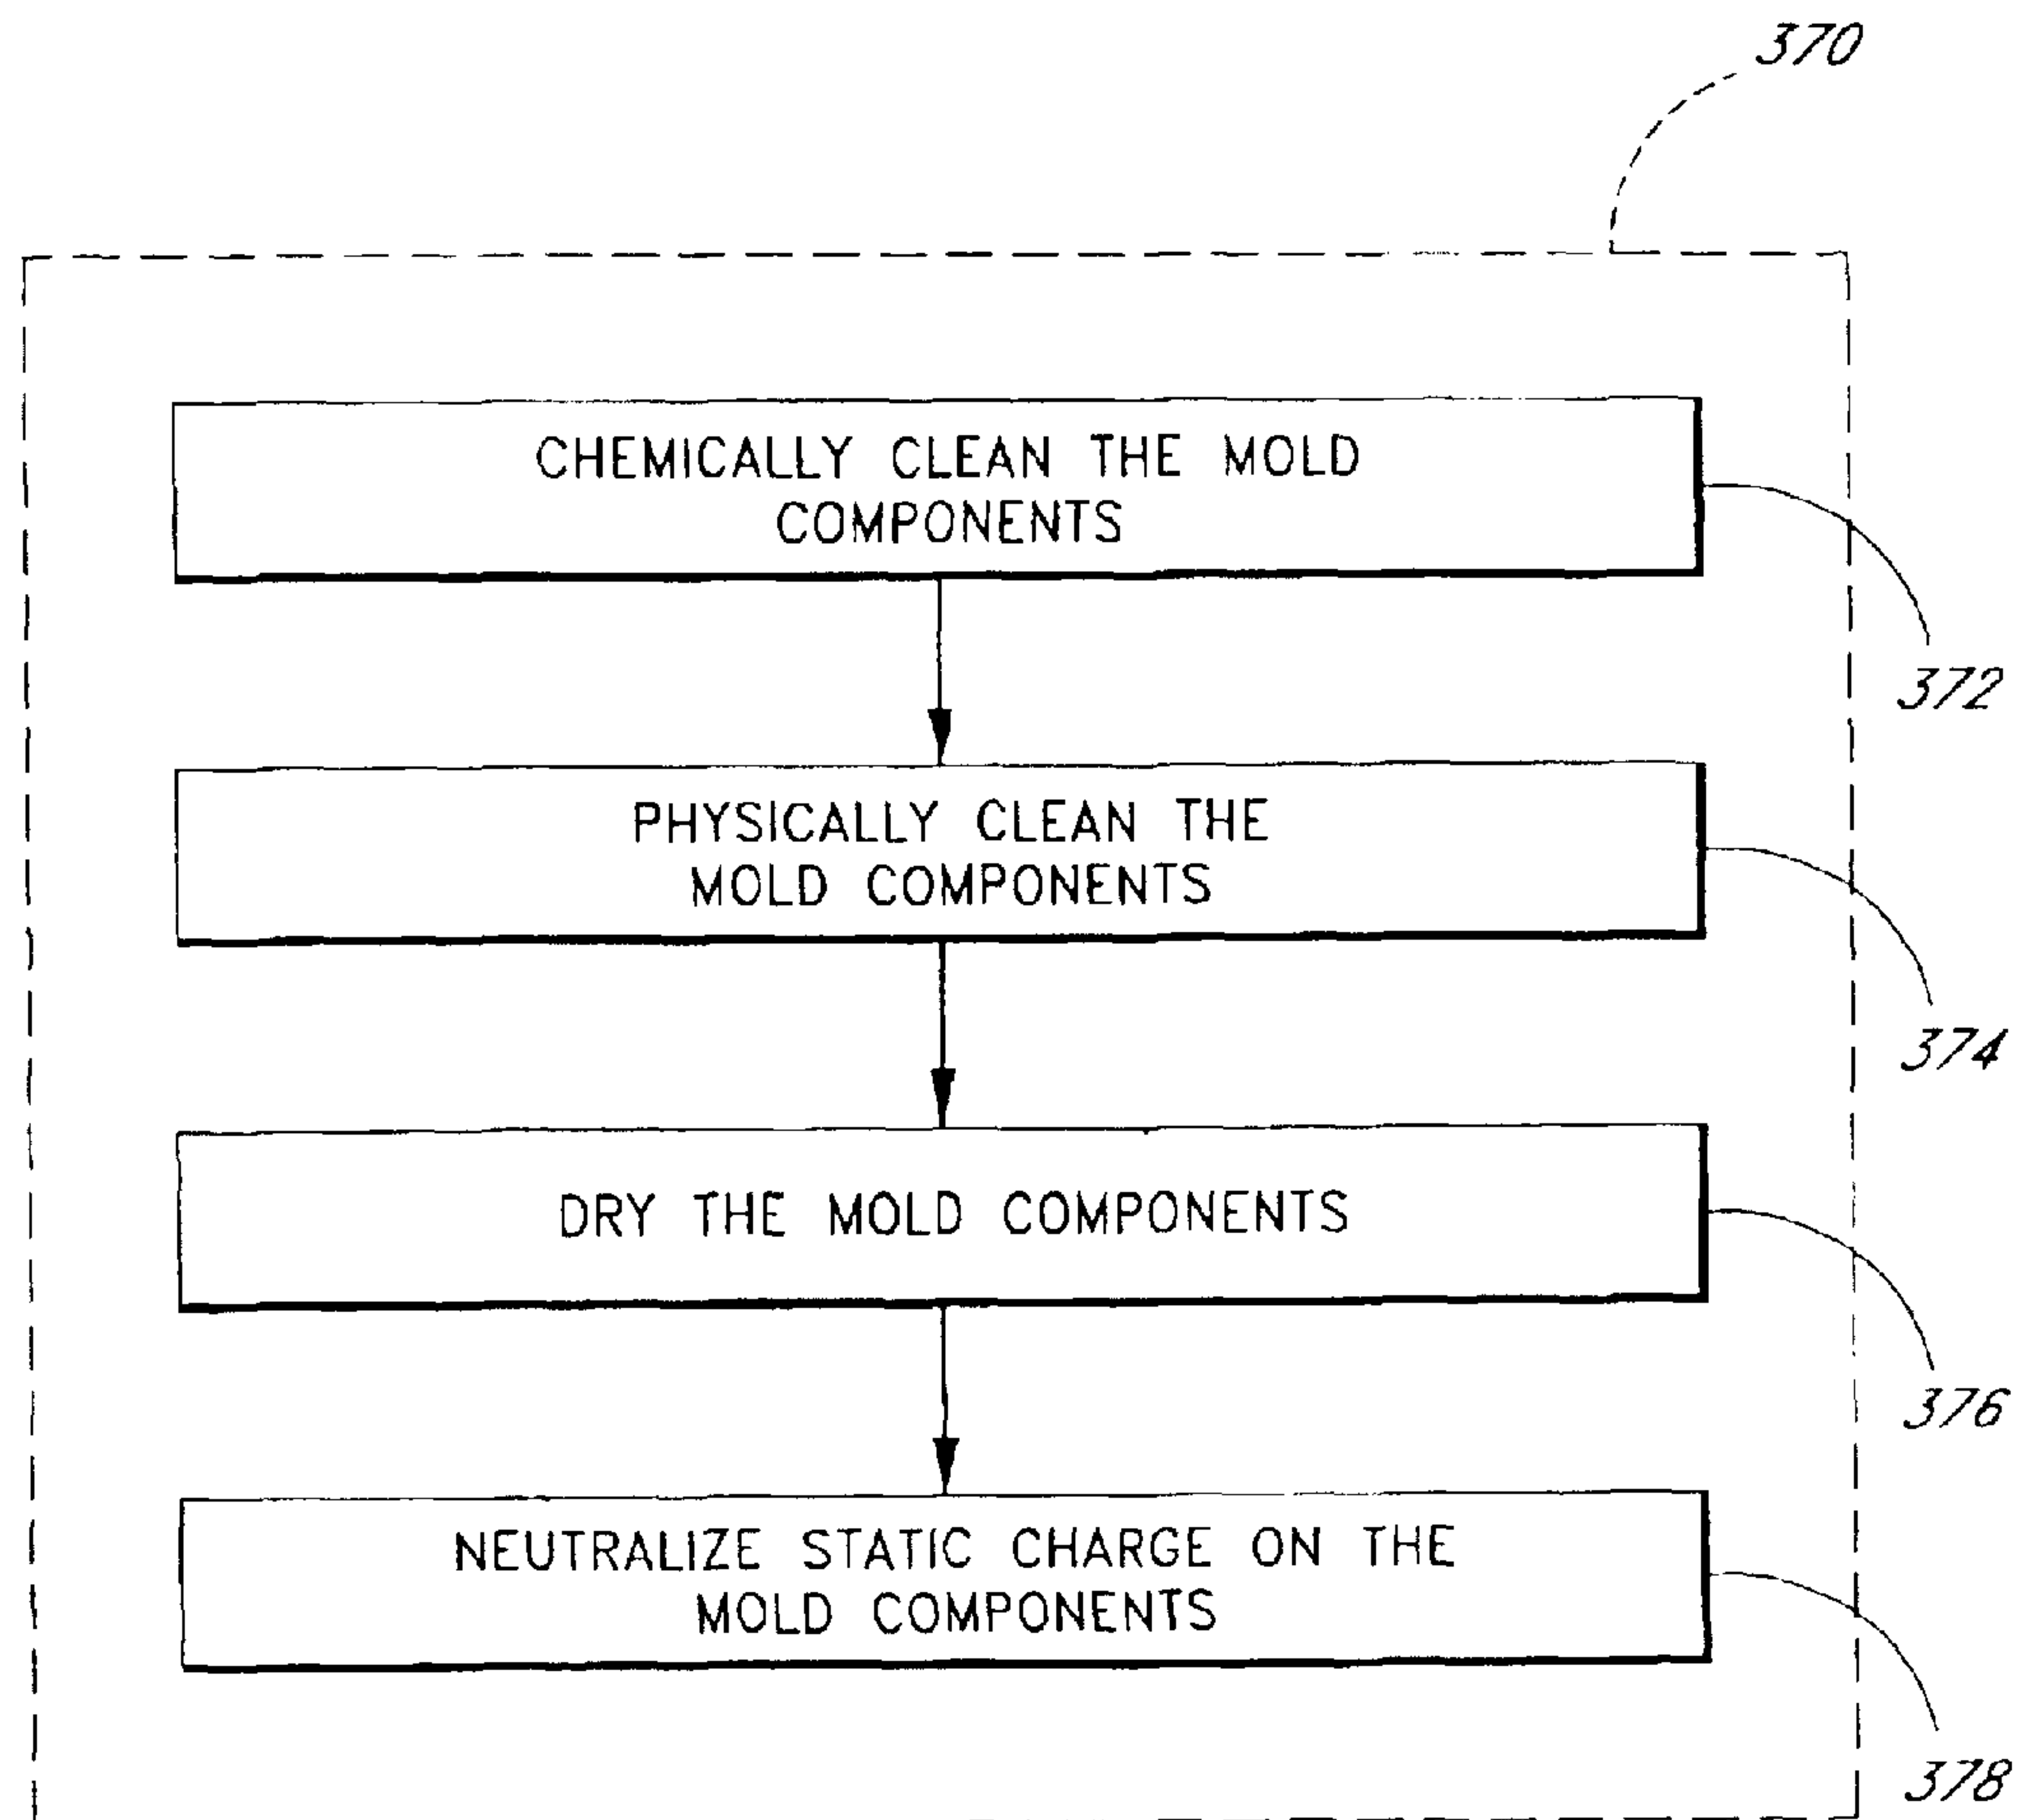 370
CHEMICALLY CLEAN THE MOLD
COMPONENTS
372
PHYSICALLY CLEAN THE
MOLD COMPONENTS
374
DRY THE MOLD COMPONENTS
376
NEUTRALIZE STATIC CHARGE ON THE
MOLD COMPONENTS
378